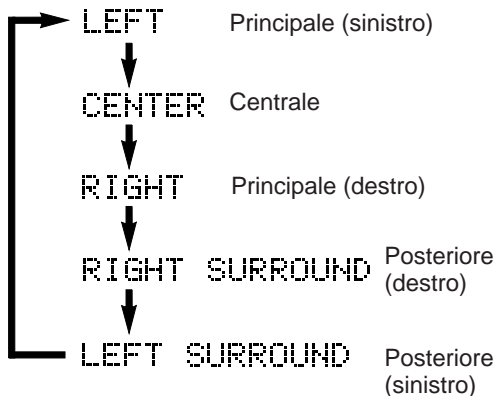 LEFT Principale (sinistro)
CENTER Centrale
RIGHT Principale (destro)
RIGHT SURROUND Posteriore
(destro)
LEFT SURROUND Posteriore
(sinistro)